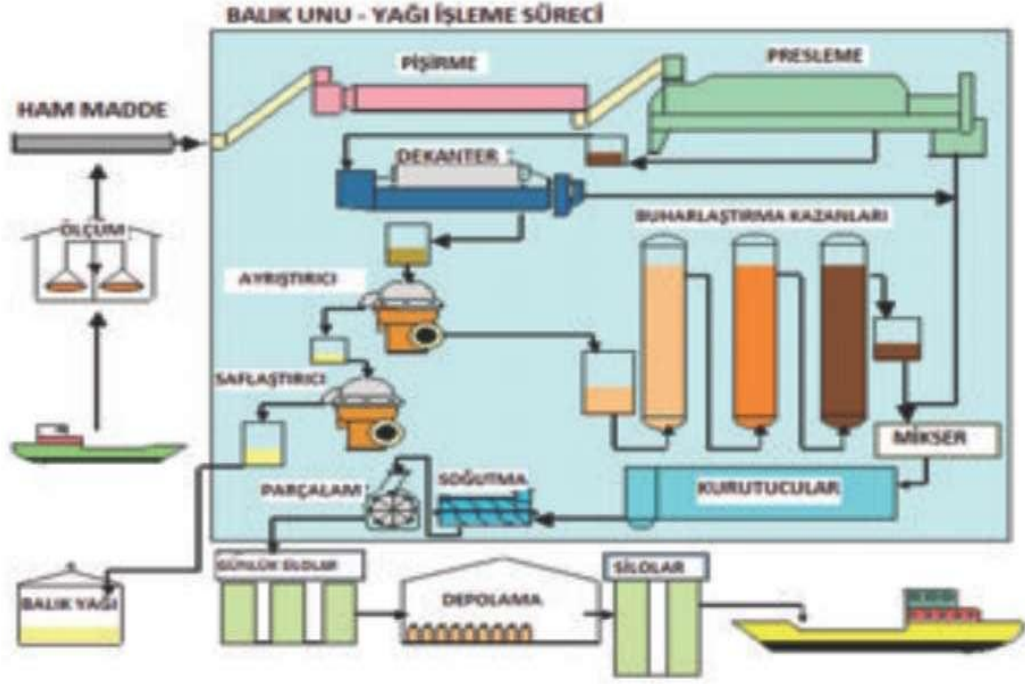 BALIK UNU - YAĞI İŞLEME SÜRECİ
PİŞİRME
PRESLEME
HAM MADDE
DEKANTER
ÖLÇÜM
BUHARLAŞTIRMA KAZANLARI
AYRIŞTIRICI
SAFLAŞTIRICI
MİKSER
PARÇALAM
SOĞUTMA
KURUTUCULAR
GÜNLÜK SİLOLAR
SİLOLAR
BALIK YAĞI
DEPOLAMA